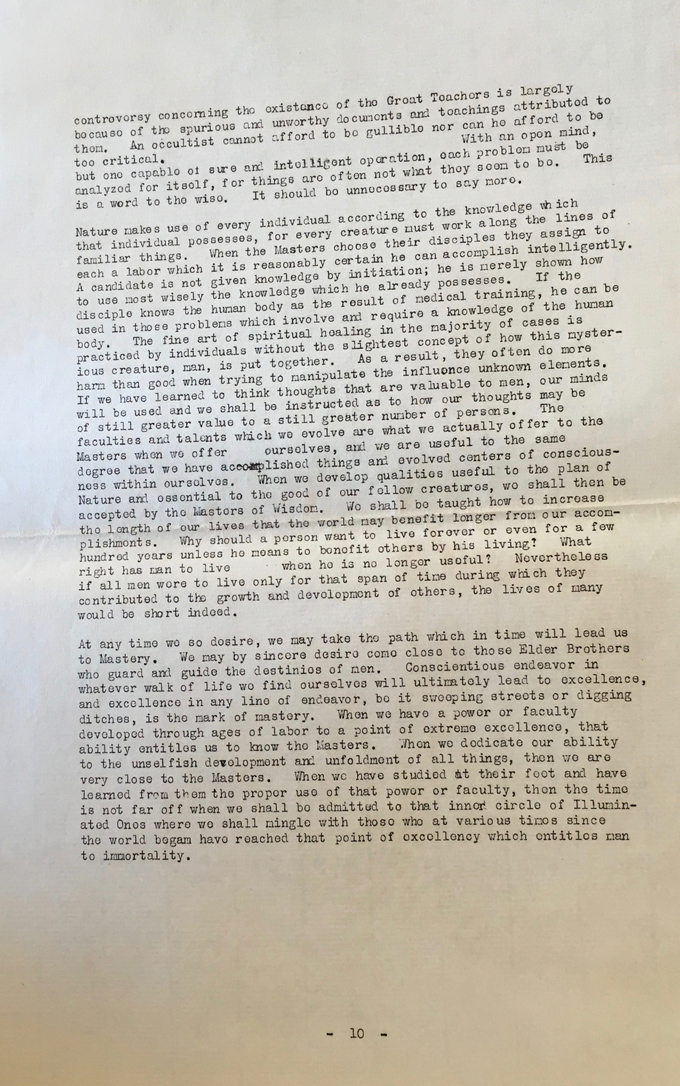 controversy concerning the existence of the Great Teachers is largely
because of the spurious and unworthy documents and teachings attributed to
them. An occultist cannot afford to be gullible nor can he afford to be
too critical. With an open mind,
but one capable of sure and intelligent operation, each problem must be
analyzed for itself, for things are often not what they seem to be. This
is a word to the wise. It should be unnecessary to say more.

Nature makes use of every individual according to the knowledge which
that individual possesses, for every creature must work along the lines of
familiar things. When the Masters choose their disciples they assign to
each a labor which it is reasonably certain he can accomplish intelligently.
A candidate is not given knowledge by initiation; he is merely shown how
to use most wisely the knowledge which he already possesses. If the
disciple knows the human body as the result of medical training, he can be
used in those problems which involve and require a knowledge of the human
body. The fine art of spiritual healing in the majority of cases is
practiced by individuals without the slightest concept of how this myster-
ious creature, man, is put together. As a result, they often do more
harm than good when trying to manipulate the influence unknown elements.
If we have learned to think thoughts that are valuable to men, our minds
will be used and we shall be instructed as to how our thoughts may be
of still greater value to a still greater number of persons. The
faculties and talents which we evolve are what we actually offer to the
Masters when we offer ourselves, and we are useful to the same
degree that we have accomplished things and evolved centers of conscious-
ness within ourselves. When we develop qualities useful to the plan of
Nature and essential to the good of our fellow creatures, we shall then be
accepted by the Masters of Wisdom. We shall be taught how to increase
the length of our lives that the world may benefit longer from our accom-
plishments. Why should a person want to live forever or even for a few
hundred years unless he means to benefit others by his living? What
right has man to live when he is no longer useful? Nevertheless
if all men were to live only for that span of time during which they
contributed to the growth and development of others, the lives of many
would be short indeed.

At any time we so desire, we may take the path which in time will lead us
to Mastery. We may by sincere desire come close to those Elder Brothers
who guard and guide the destinies of men. Conscientious endeavor in
whatever walk of life we find ourselves will ultimately lead to excellence,
and excellence in any line of endeavor, be it sweeping streets or digging
ditches, is the mark of mastery. When we have a power or faculty
developed through ages of labor to a point of extreme excellence, that
ability entitles us to know the Masters. When we dedicate our ability
to the unselfish development and unfoldment of all things, then we are
very close to the Masters. When we have studied at their feet and have
learned from them the proper use of that power or faculty, then the time
is not far off when we shall be admitted to that inner circle of Illumin-
ated Ones where we shall mingle with those who at various times since
the world began have reached that point of excellency which entitles man
to immortality.

- 10 -